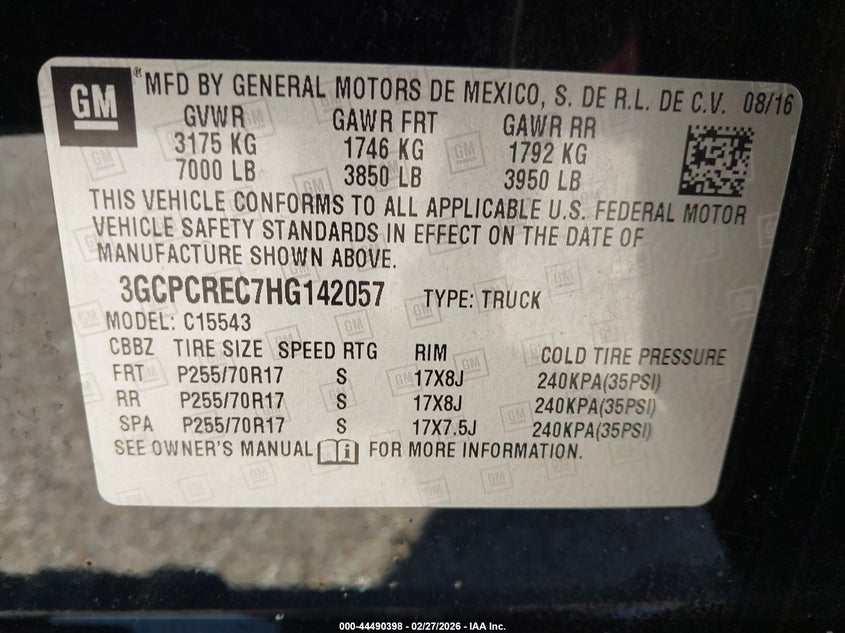 GM
® MFD BY GENERAL MOTORS DE MEXICO, S. DE R.L. DE C.V. 08/16
GVWR GAWR FRT GAWR RR
3175 KG 1746 KG 1792 KG
7000 LB 3850 LB 3950 LB
THIS VEHICLE CONFORMS TO ALL APPLICABLE U.S. FEDERAL MOTOR
VEHICLE SAFETY STANDARDS IN EFFECT ON THE DATE OF
MANUFACTURE SHOWN ABOVE.
3GCPCREC7HG142057 TYPE: TRUCK
MODEL: C15543
CBBZ TIRE SIZE SPEED RTG RIM COLD TIRE PRESSURE
FRT P255/70R17 S 17X8J 240KPA(35PSI)
RR P255/70R17 S 17X8J 240KPA(35PSI)
SPA P255/70R17 S 17X7.5J 240KPA(35PSI)
SEE OWNER'S MANUAL FOR MORE INFORMATION.
000-44490398 - 02/27/2026 - IAA Inc.